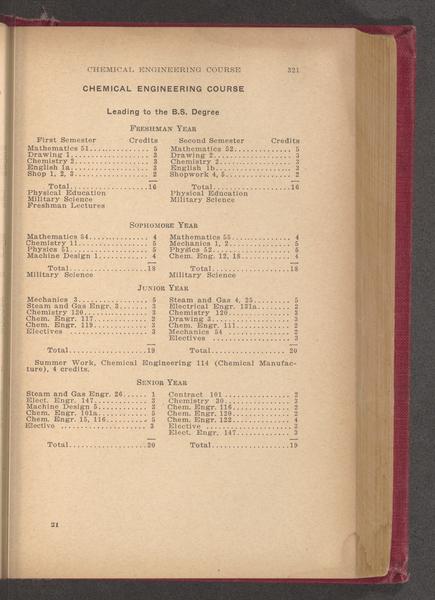 CHEMICAL ENGINEERING COURSE 321
CHEMICAL ENGINEERING COURSE
Leading to the B.S. Degree
FRESHMAN YEAR
First Semester Credits
Mathematics 51 5
Drawing 1 3
Chemistry 2 3
English 1a 3
Shop 1, 2, 3 2
Total 16
Physical Education
Military Science
Freshman Lectures
Second Semester Credits
Mathematics 52 5
Drawing 2 3
Chemistry 2 3
English 1b 3
Shopwork 4, 5 2
Total 16
Physical Education
Military Science
SOPHOMORE YEAR
Mathematics 54 4
Chemistry 11 5
Physics 51 5
Machine Design 1 4
Total 18
Military Science
Mathematics 55 4
Mechanics 1, 2 5
Physics 52 5
Chem. Eng. 12, 18 4
Total 18
Military Science
JUNIOR YEAR
Mechanics 3 5
Steam and Gas Engr. 3 3
Chemistry 120 3
Chem. Engr. 117 2
Chem. Engr. 119 3
Electives 3
Total 19
Steam and Gas 4, 25 5
Electrical Engr. 131a 2
Chemistry 120 3
Drawing 3 3
Chem. Engr. 111 2
Mechanics 54 2
Electives 3
Total 20
Summer Work, Chemical Engineering 114 (Chemical Manufac-
ture), 4 credits.
SENIOR YEAR
Steam and Gas Engr. 26 1
Elect. Engr. 147 3
Machine Design 5 3
Chem. Engr. 101a 5
Chem. Engr. 15, 116 5
Elective 3
Total 20
Contract 101 2
Chemistry 30 3
Chem. Engr. 116 2
Chem. Engr. 120 2
Chem. Engr. 122 4
Elective 3
Elect. Engr. 147 3
Total 19
21